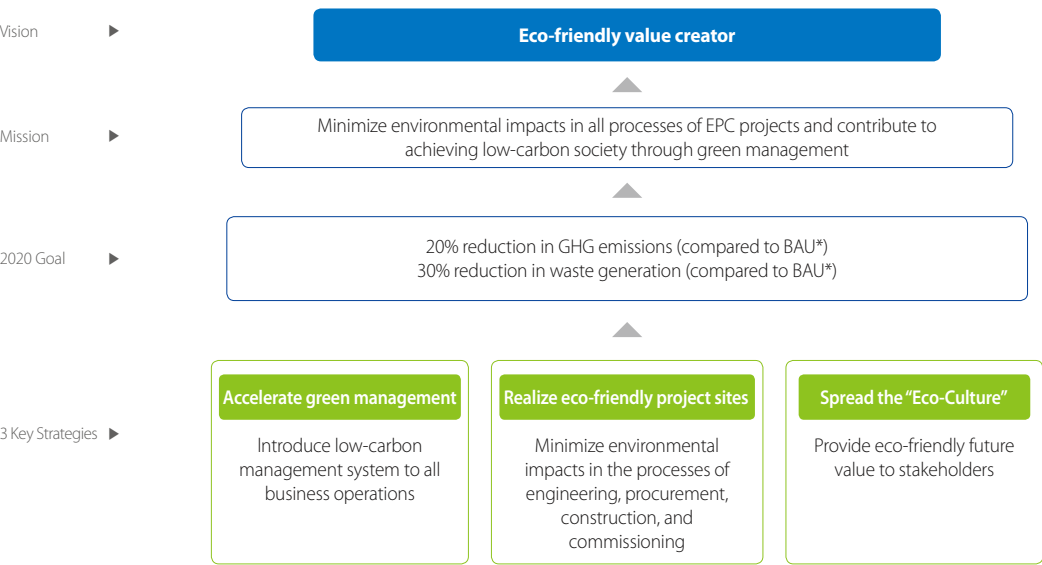 Vision
Eco-friendly value creator
Mission
Minimize environmental impacts in all processes of EPC projects and contribute to
achieving low-carbon society through green management
2020 Goal
20% reduction in GHG emissions (compared to BAU*)
30% reduction in waste generation (compared to BAU*)
3 Key Strategies
Accelerate green management
Introduce low-carbon
management system to all
business operations
Realize eco-friendly project sites
Minimize environmental
impacts in the processes of
engineering, procurement,
construction, and
commissioning
Spread the “Eco-Culture”
Provide eco-friendly future
value to stakeholders